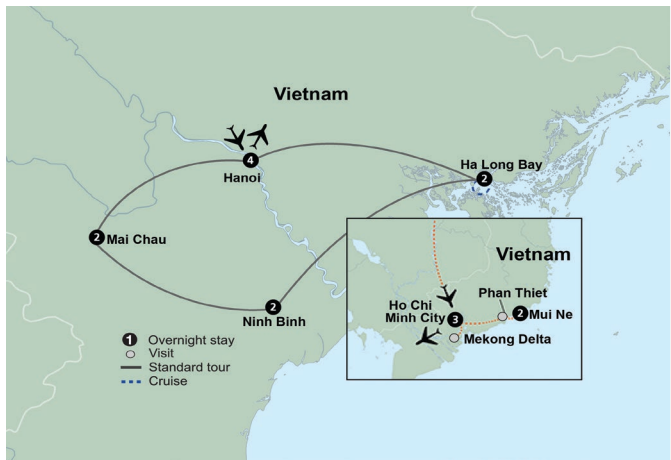 Vietnam
4
Hanoi
Ha Long Bay
2
2 Mai Chau
2
Ninh Binh
Vietnam
Phan Thiet
Ho Chi
Minh City
3
2 Mui Ne
Mekong Delta
1 Overnight stay
Visit
Standard tour
Cruise